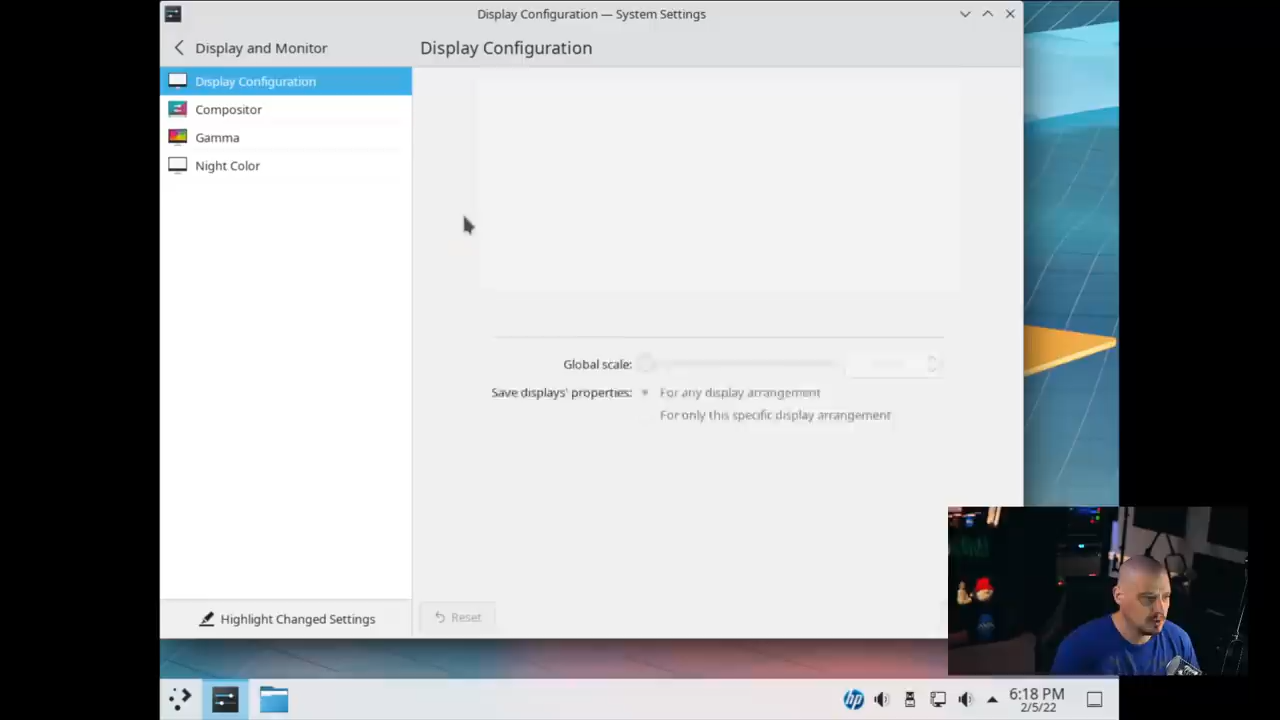 Display Configuration — System Settings
Display and Monitor
Display Configuration
Display Configuration
Compositor
Gamma
Night Color
Global scale:
Save displays' properties:
For any display arrangement
For only this specific display arrangement
Highlight Changed Settings
Reset
hp
6:18 PM
2/5/22